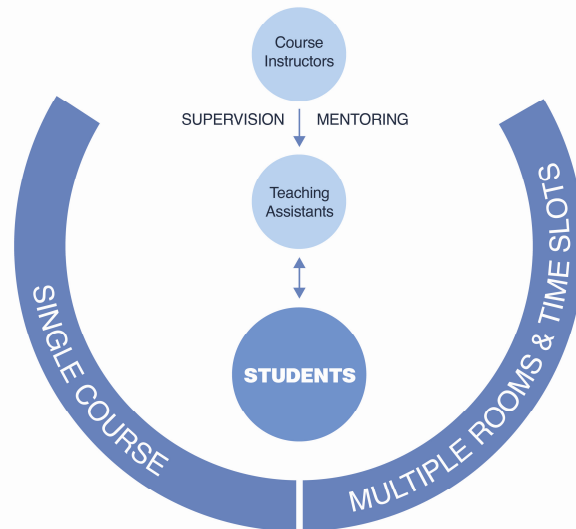 Course
Instructors
SUPERVISION MENTORING
Teaching
Assistants
STUDENTS
SINGLE COURSE
MULTIPLE ROOMS & TIME SLOTS